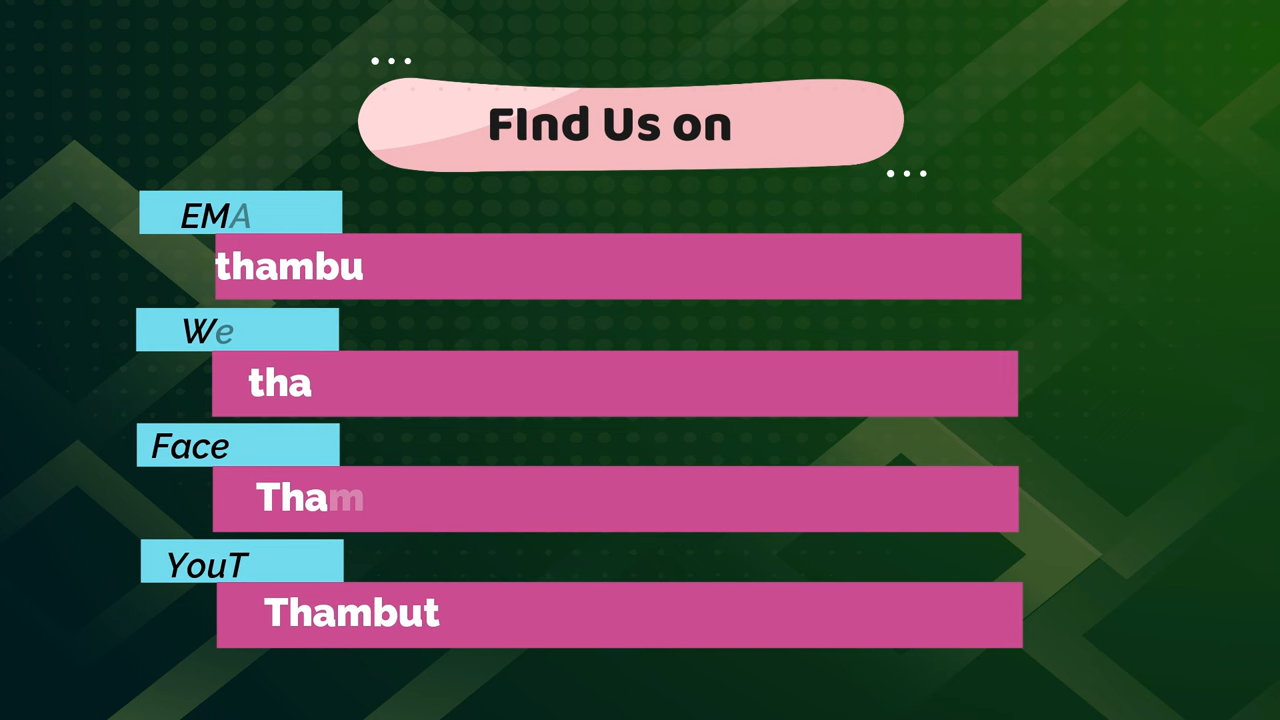 FInd Us on
EMA
thambu
We
tha
Face
Tham
YouT
Thambut